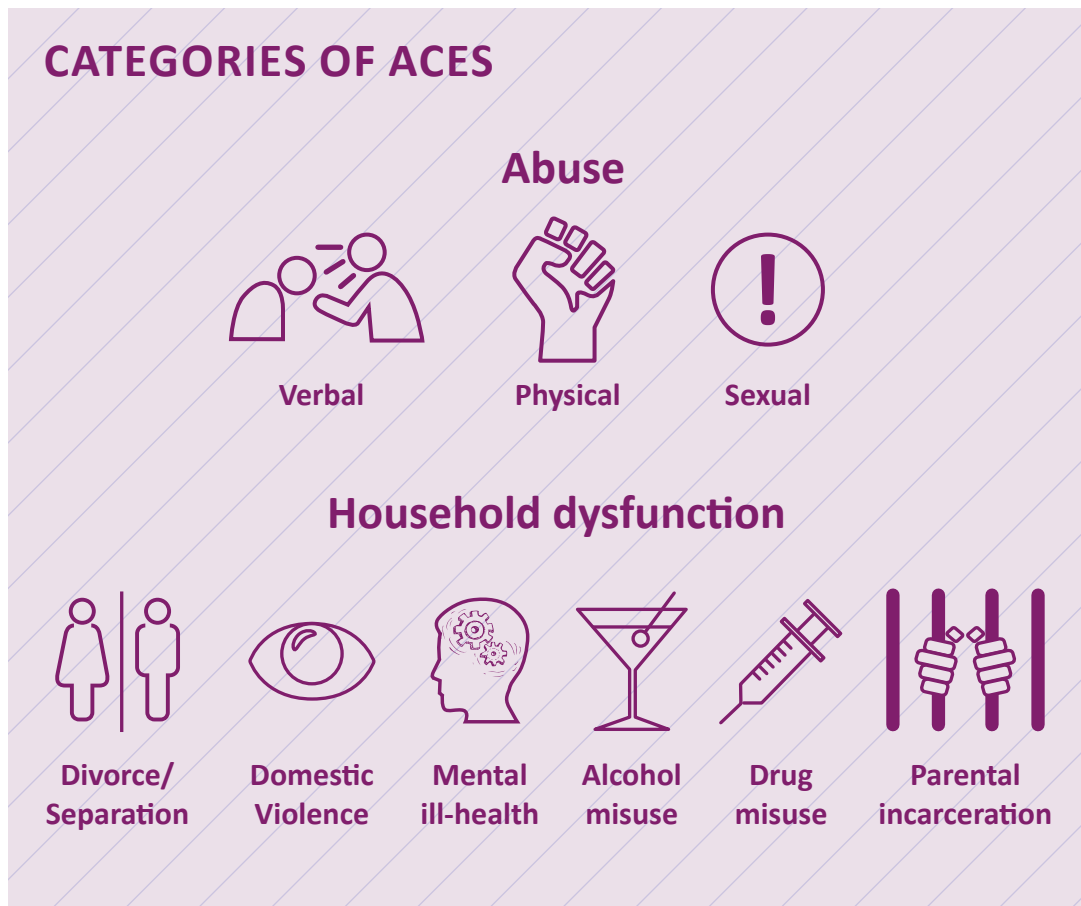 CATEGORIES OF ACES
Abuse
Verbal
Physical
Sexual
Household dysfunction
Divorce/
Separation
Domestic
Violence
Mental
ill-health
Alcohol
misuse
Drug
misuse
Parental
incarceration